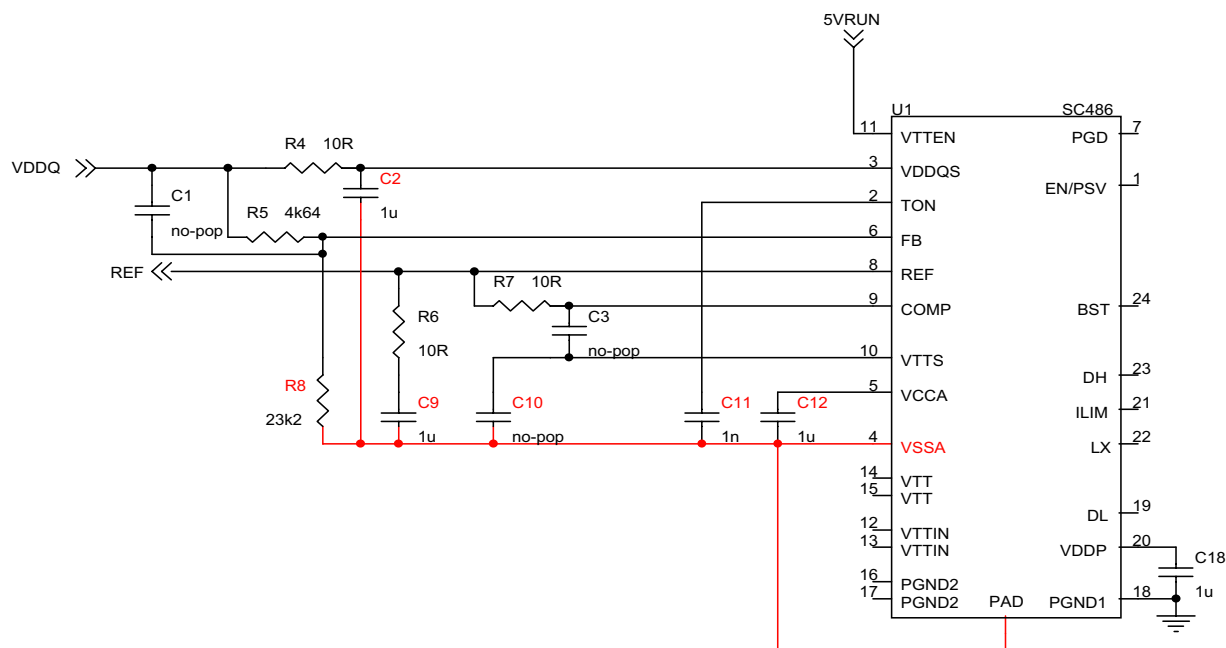 5VRUN
U1 SC486
11 VTTEN PGD 7
R4 10R
VDDQ 3 VDDQS
C2 EN/PSV 1
C1 1u 2 TON
R5 4k64
no-pop 6 FB
REF 8 REF
R7 10R
9 COMP BST 24
R6 C3
10R no-pop 10 VTTS
DH 23
R8 5 VCCA
C9 C10 C11 C12 ILIM 21
23k2
1u no-pop 1n 1u 4 VSSA LX 22
14 VTT
15 VTT
DL 19
12 VTTIN
13 VTTIN VDDP 20
C18
16 PGND2 1u
17 PGND2 PAD PGND1 18